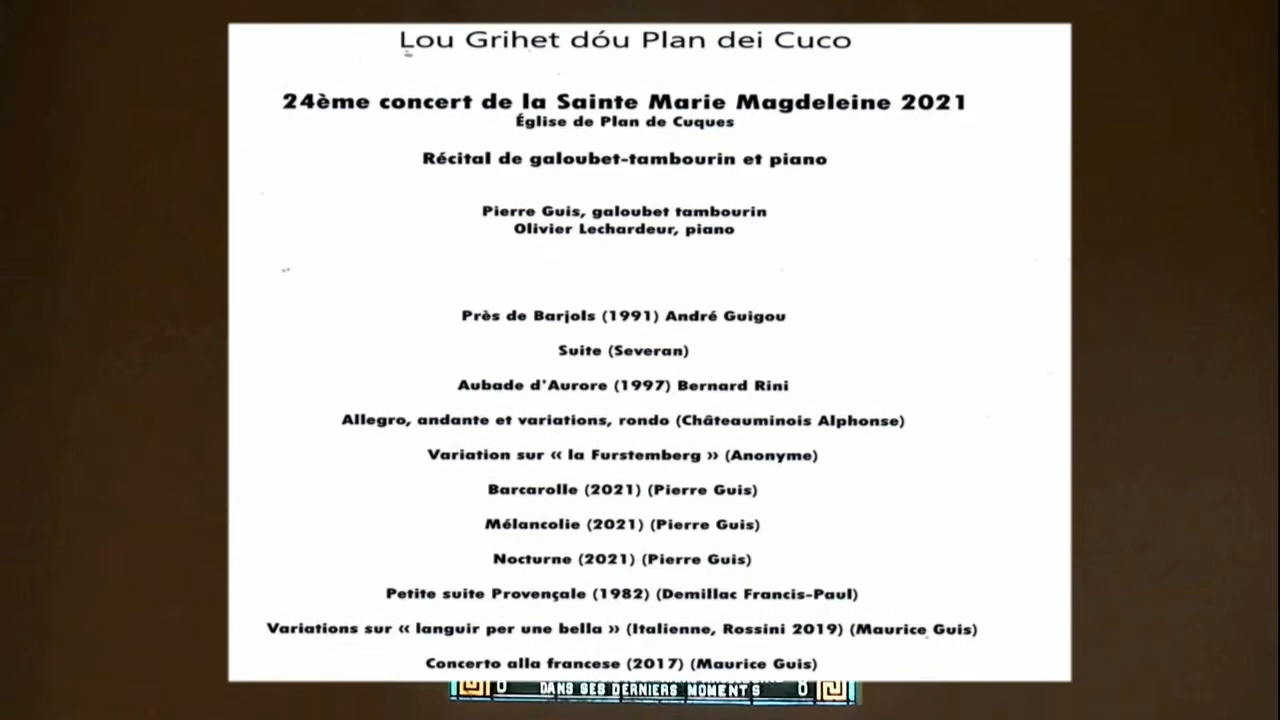 Lou Grihet dóu Plan dei Cuco
24ème concert de la Sainte Marie Magdeleine 2021
Église de Plan de Cuques
Récital de galoubet-tambourin et piano
Pierre Guis, galoubet tambourin
Olivier Lechardeur, piano
Près de Barjols (1991) André Guigou
Suite (Severan)
Aubade d'Aurore (1997) Bernard Rini
Allegro, andante et variations, rondo (Châteauminois Alphonse)
Variation sur « la Furstemberg » (Anonyme)
Barcarolle (2021) (Pierre Guis)
Mélancolie (2021) (Pierre Guis)
Nocturne (2021) (Pierre Guis)
Petite suite Provençale (1982) (Demillac Francis-Paul)
Variations sur « languir per une bella » (Italienne, Rossini 2019) (Maurice Guis)
Concerto alla francese (2017) (Maurice Guis)
DANS SES DERNIERS MOMENTS